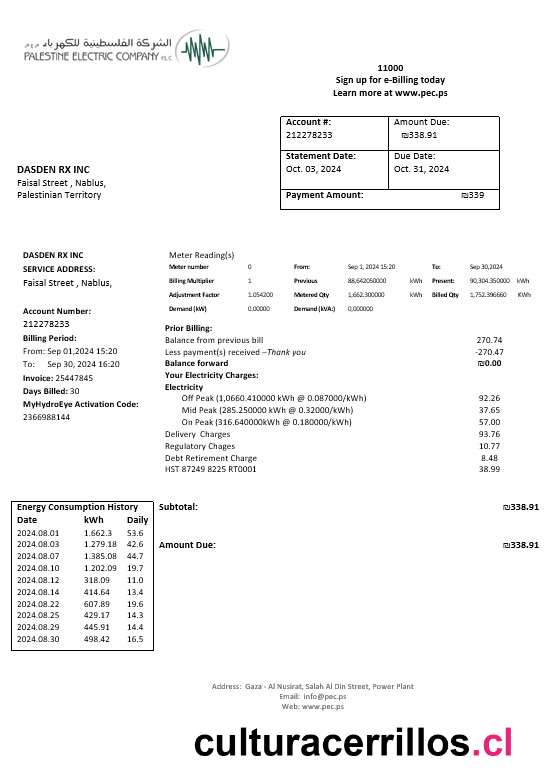 الشركة الفلسطينية للكهرباء م.ع.م
PALESTINE ELECTRIC COMPANY PLC
11000
Sign up for e-Billing today
Learn more at www.pec.ps
Account #: Amount Due:
212278233 ₪338.91
Statement Date: Due Date:
Oct. 03, 2024 Oct. 31, 2024
Payment Amount: ₪339
DASDEN RX INC
Faisal Street , Nablus,
Palestinian Territory
DASDEN RX INC
SERVICE ADDRESS:
Faisal Street , Nablus,
Account Number:
212278233
Billing Period:
From: Sep 01,2024 15:20
To: Sep 30, 2024 16:20
Invoice: 25447845
Days Billed: 30
MyHydroEye Activation Code:
2366988144
Meter Reading(s)
Meter number 0 From: Sep 1, 2024 15:20 To: Sep 30,2024
Billing Multiplier 1 Previous 88,642050000 kWh Present: 90,304.350000 kWh
Adjustment Factor 1.054200 Metered Qty 1,662.300000 kWh Billed Qty 1,752.396660 KWh
Demand (kW) 0,00000 Demand (kVA:) 0,000000
Prior Billing:
Balance from previous bill 270.74
Less payment(s) received –Thank you -270.47
Balance forward ₪0.00
Your Electricity Charges:
Electricity
Off Peak (1,0660.410000 kWh @ 0.087000/kWh) 92.26
Mid Peak (285.250000 kWh @ 0.32000/kWh) 37.65
On Peak (316.640000kWh @ 0.180000/kWh) 57.00
Delivery Charges 93.76
Regulatory Chages 10.77
Debt Retirement Charge 8.48
HST 87249 8225 RT0001 38.99
Energy Consumption History
Date kWh Daily
2024.08.01 1.662.3 53.6
2024.08.03 1.279.18 42.6
2024.08.07 1.385.08 44.7
2024.08.10 1.202.09 19.7
2024.08.12 318.09 11.0
2024.08.14 414.64 13.4
2024.08.22 607.89 19.6
2024.08.25 429.17 14.3
2024.08.29 445.91 14.4
2024.08.30 498.42 16.5
Subtotal: ₪338.91
Amount Due: ₪338.91
Address: Gaza - Al Nusirat, Salah Al Din Street, Power Plant
Email: info@pec.ps
Web: www.pec.ps
culturacerrillos.cl